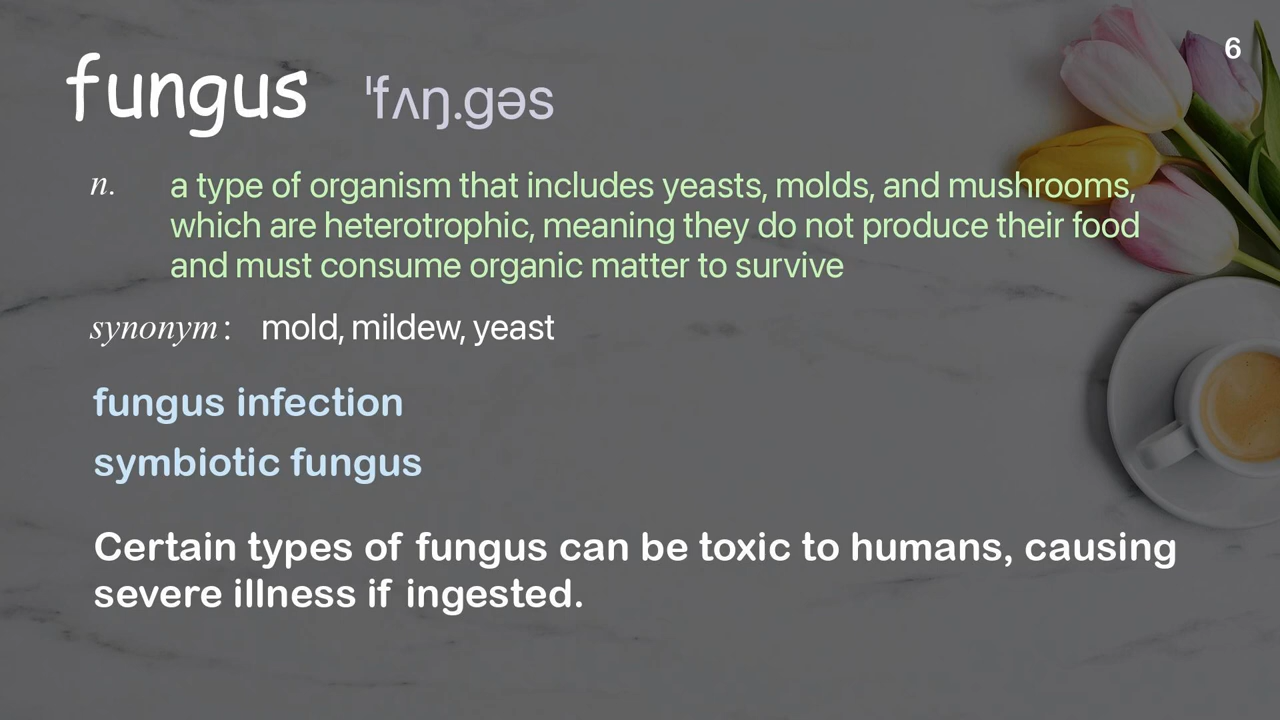 6
fungus ˈfʌŋ.gəs
n. a type of organism that includes yeasts, molds, and mushrooms,
which are heterotrophic, meaning they do not produce their food
and must consume organic matter to survive
synonym: mold, mildew, yeast
fungus infection
symbiotic fungus
Certain types of fungus can be toxic to humans, causing
severe illness if ingested.